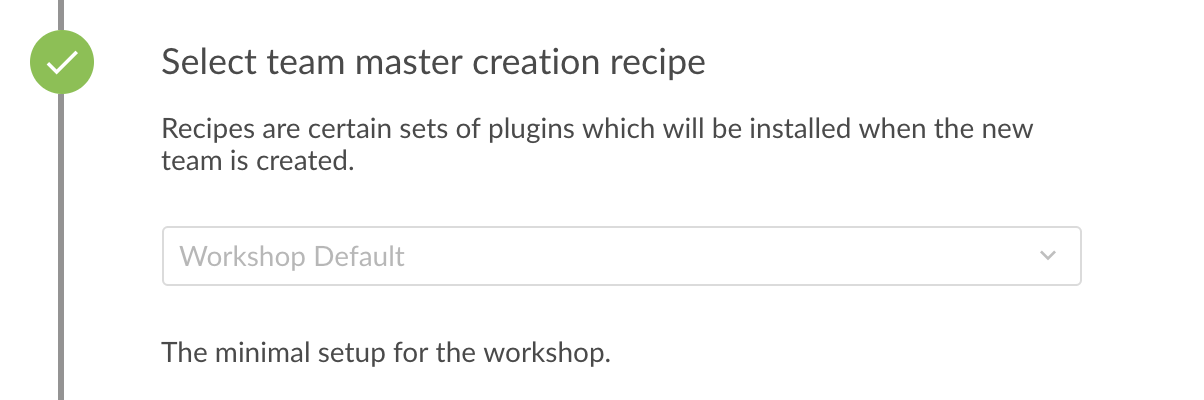 Select team master creation recipe
Recipes are certain sets of plugins which will be installed when the new
team is created.
Workshop Default
The minimal setup for the workshop.